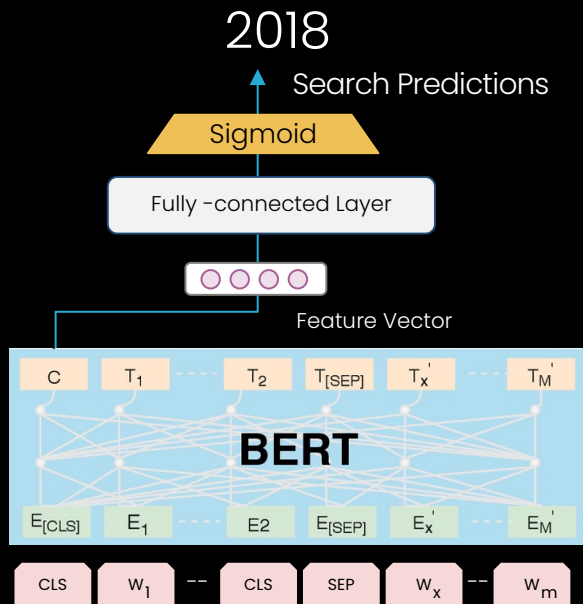 2018
Search Predictions
Sigmoid
Fully -connected Layer
Feature Vector
C T1 T2 T[SEP] Tx' TM'
BERT
E[CLS] E1 E2 E[SEP] Ex' EM'
CLS W1 -- CLS SEP Wx -- Wm